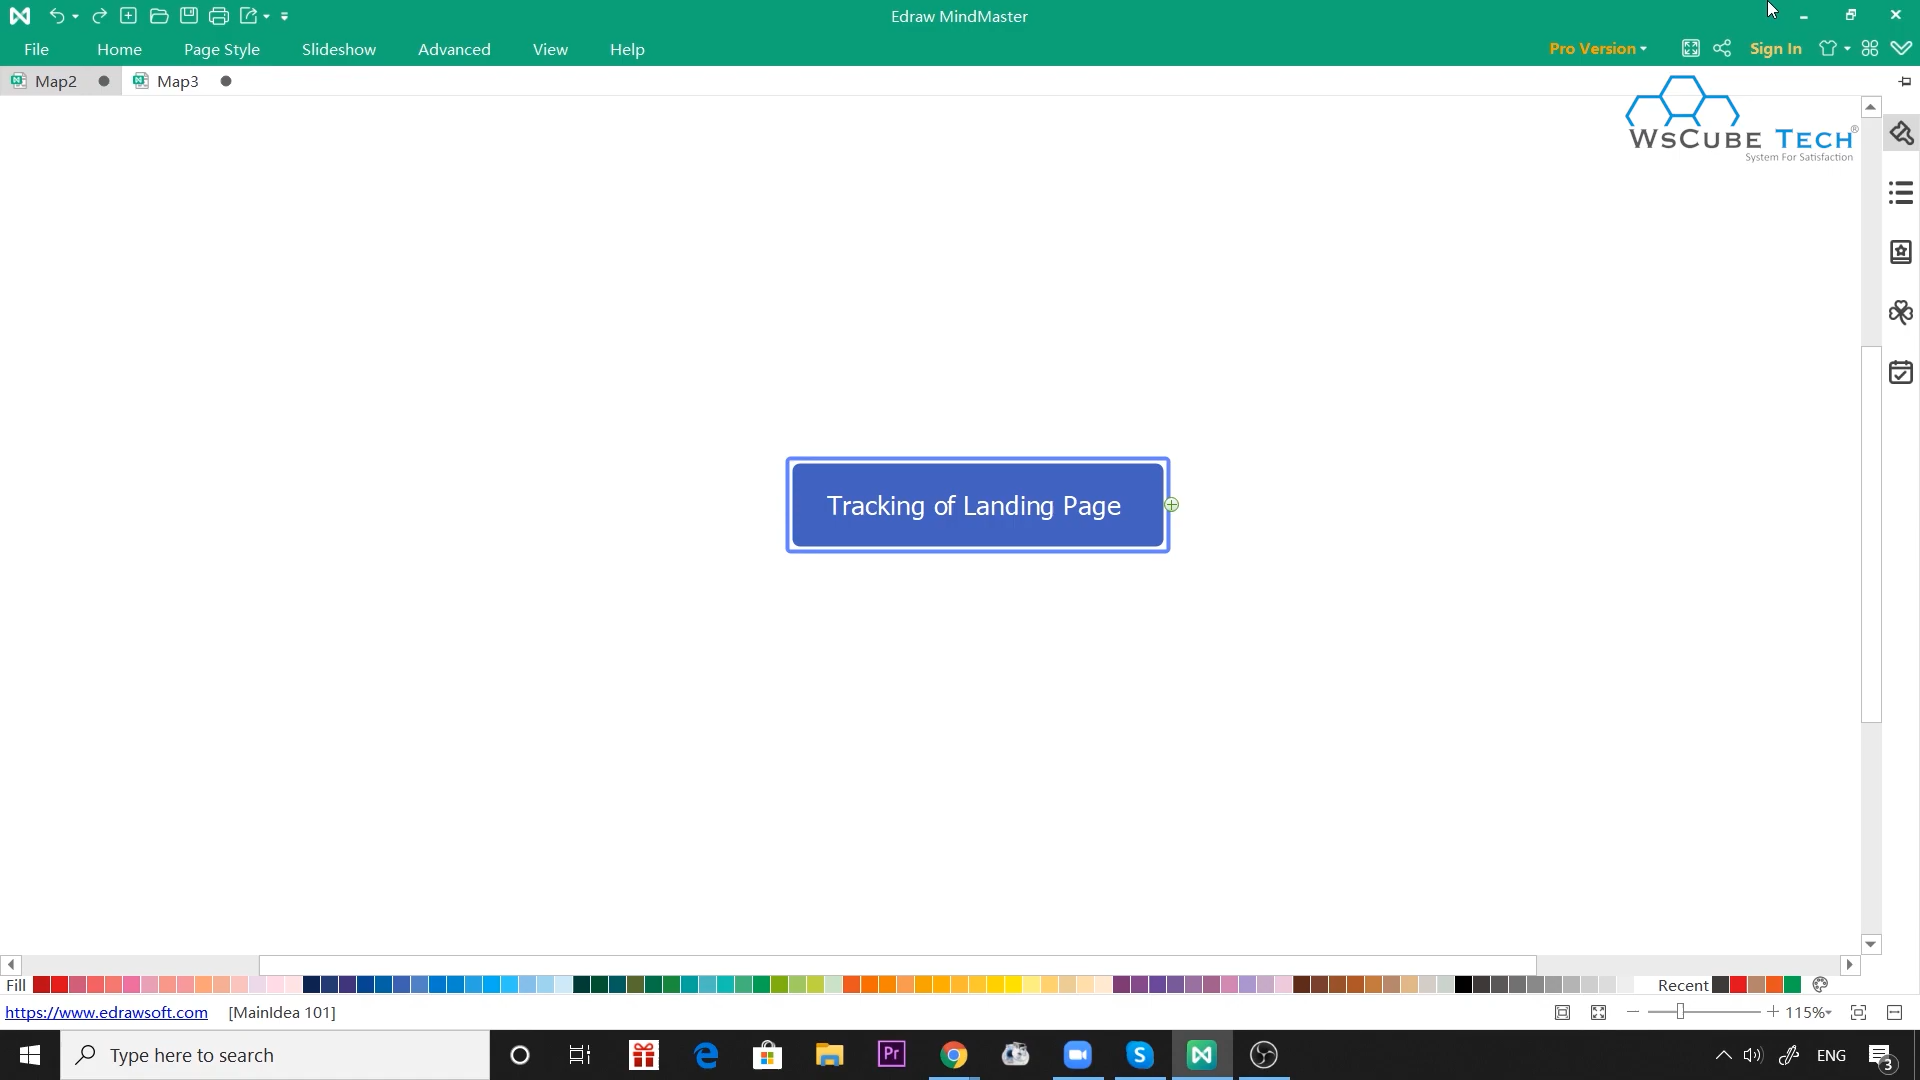 Edraw MindMaster
File Home Page Style Slideshow Advanced View Help Pro Version Sign In
Map2 Map3
WSCUBE TECH®
System For Satisfaction
Tracking of Landing Page
Fill Recent
https://www.edrawsoft.com [MainIdea 101] 115%
Type here to search Pr ENG 3